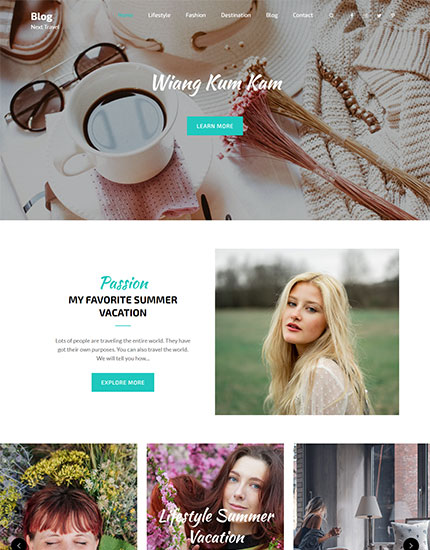 Blog
Next Travel
Home Lifestyle Fashion Destination Blog Contact
Wiang Kum Kam
LEARN MORE
Passion
MY FAVORITE SUMMER
VACATION
Lots of people are traveling the entire world. They have
got their own purposes. You can also travel the world.
We will tell you how...
EXPLORE MORE
Lifestyle Summer
Vacation